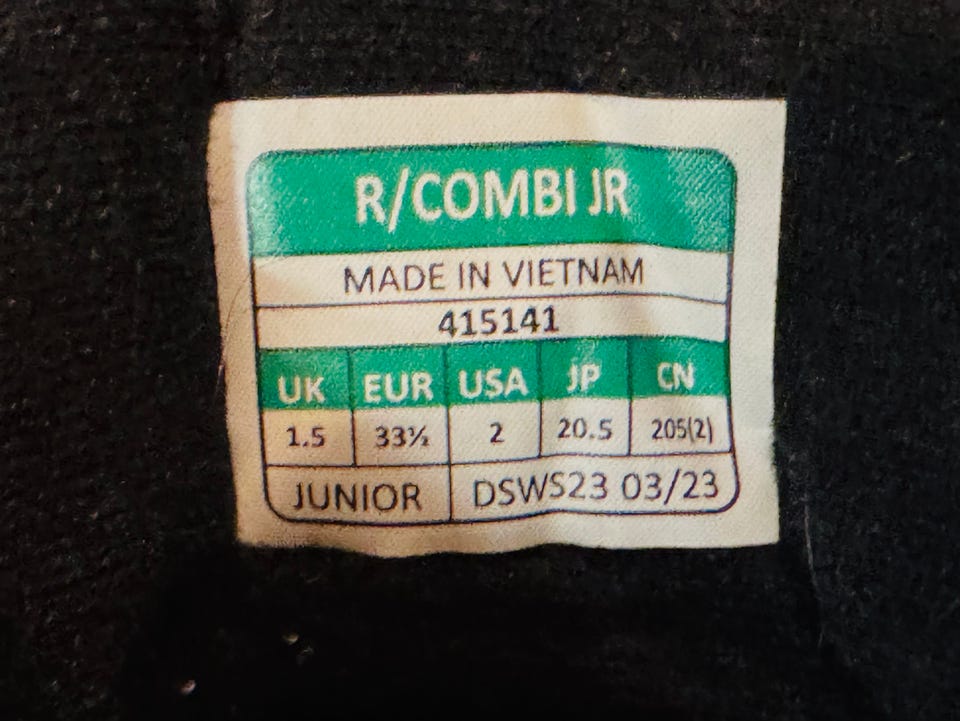 R/COMBI JR
MADE IN VIETNAM
415141
UK EUR USA JP CN
1.5 33½ 2 20.5 205(2)
JUNIOR DSWS23 03/23